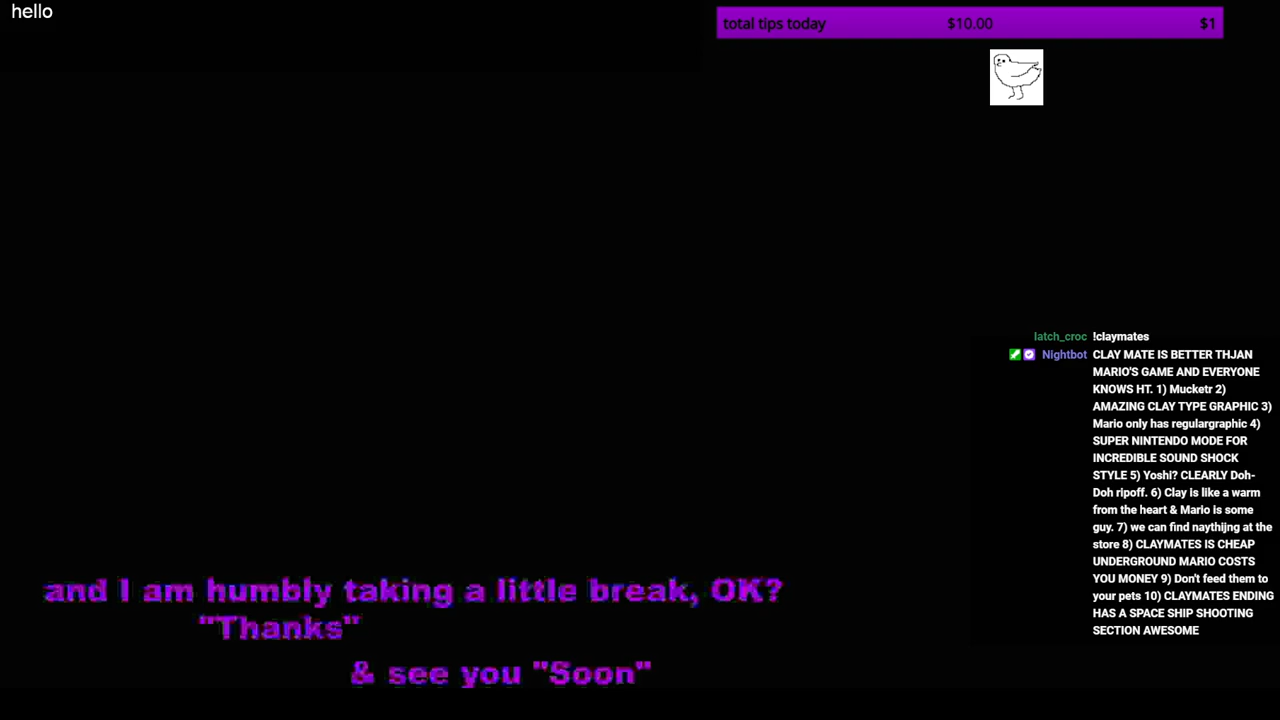 hello
total tips today $10.00 $1
latch_croc !claymates
Nightbot CLAY MATE IS BETTER THJAN
MARIO'S GAME AND EVERYONE
KNOWS HT. 1) Mucketr 2)
AMAZING CLAY TYPE GRAPHIC 3)
Mario only has regulargraphic 4)
SUPER NINTENDO MODE FOR
INCREDIBLE SOUND SHOCK
STYLE 5) Yoshi? CLEARLY Doh-
Doh ripoff. 6) Clay is like a warm
from the heart & Mario is some
guy. 7) we can find naythijng at the
store 8) CLAYMATES IS CHEAP
UNDERGROUND MARIO COSTS
YOU MONEY 9) Don't feed them to
your pets 10) CLAYMATES ENDING
HAS A SPACE SHIP SHOOTING
SECTION AWESOME
and I am humbly taking a little break, OK?
"Thanks"
& see you "Soon"